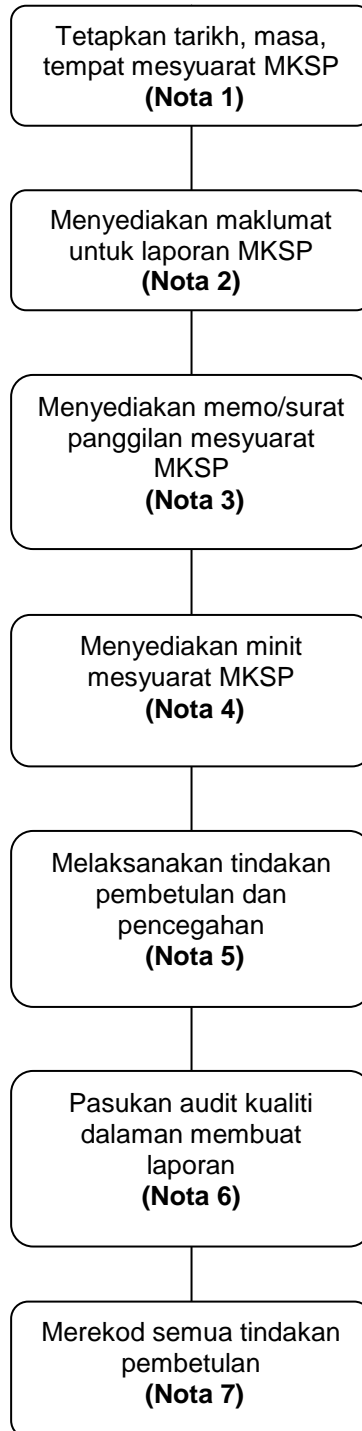 Tetapkan tarikh, masa,
tempat mesyuarat MKSP
(Nota 1)
Menyediakan maklumat
untuk laporan MKSP
(Nota 2)
Menyediakan memo/surat
panggilan mesyuarat
MKSP
(Nota 3)
Menyediakan minit
mesyuarat MKSP
(Nota 4)
Melaksanakan tindakan
pembetulan dan
pencegahan
(Nota 5)
Pasukan audit kualiti
dalaman membuat
laporan
(Nota 6)
Merekod semua tindakan
pembetulan
(Nota 7)